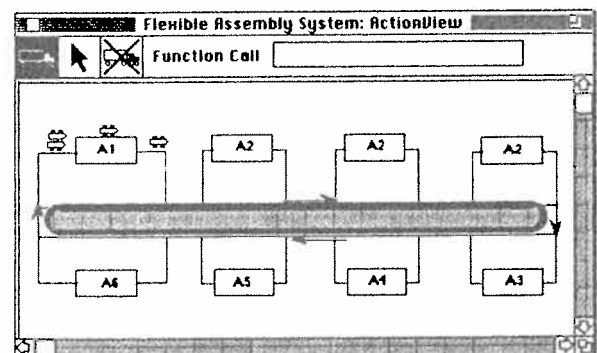 Flexible Assembly System: ActionView
Function Call
A1 A2 A2 A2
A6 A5 A4 A3